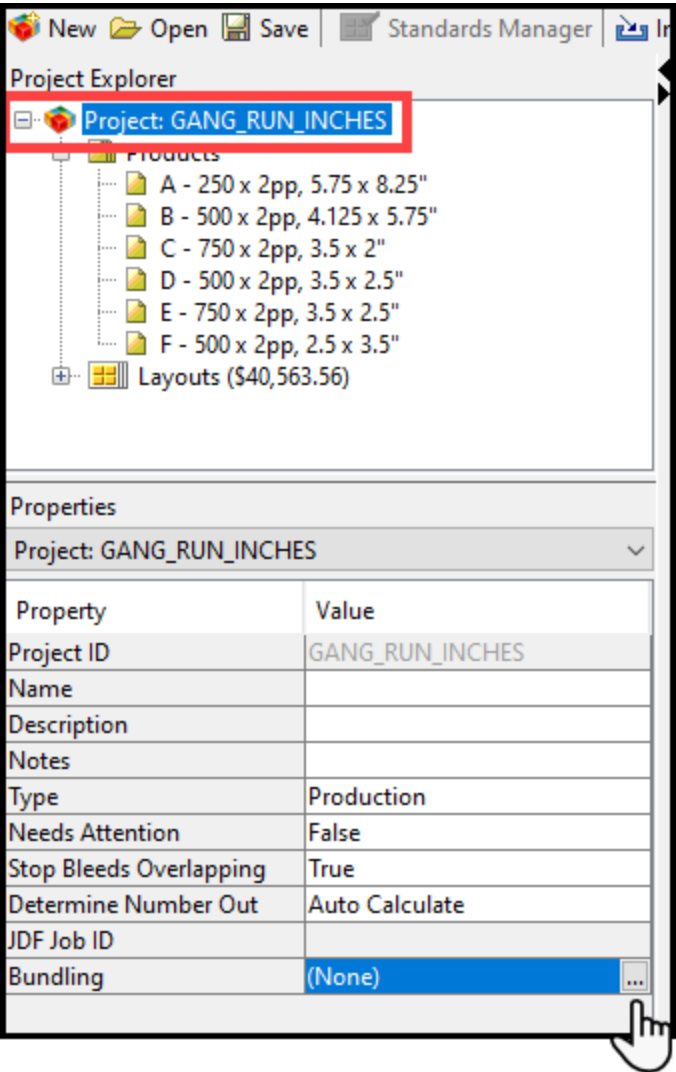 New Open Save Standards Manager
Project Explorer
Project: GANG_RUN_INCHES
Products
A - 250 x 2pp, 5.75 x 8.25"
B - 500 x 2pp, 4.125 x 5.75"
C - 750 x 2pp, 3.5 x 2"
D - 500 x 2pp, 3.5 x 2.5"
E - 750 x 2pp, 3.5 x 2.5"
F - 500 x 2pp, 2.5 x 3.5"
Layouts ($40,563.56)
Properties
Project: GANG_RUN_INCHES
Property Value
Project ID GANG_RUN_INCHES
Name
Description
Notes
Type Production
Needs Attention False
Stop Bleeds Overlapping True
Determine Number Out Auto Calculate
JDF Job ID
Bundling (None) ...